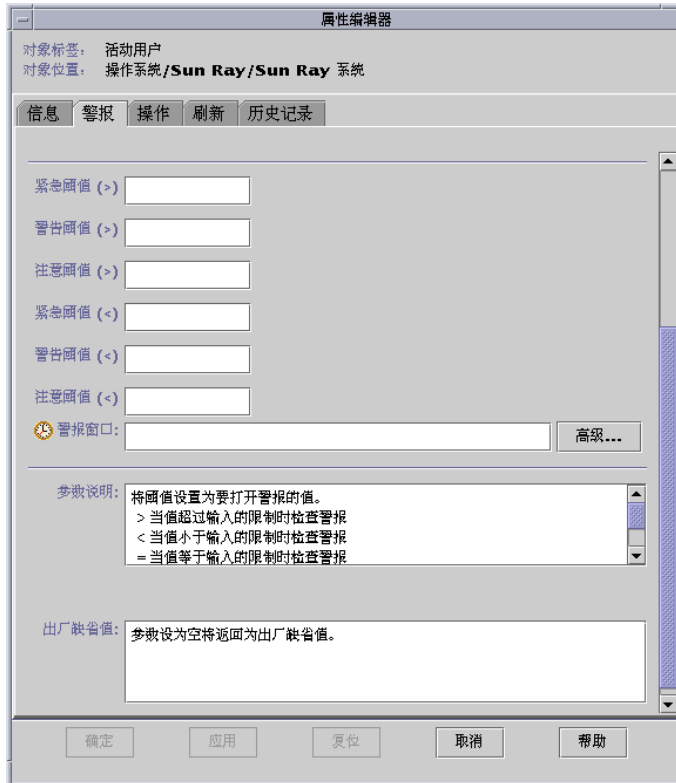 属性编辑器
对象标签： 活动用户
对象位置： 操作系统/Sun Ray/Sun Ray 系统
信息 警报 操作 刷新 历史记录
紧急阈值 (>)
警告阈值 (>)
注意阈值 (>)
紧急阈值 (<)
警告阈值 (<)
注意阈值 (<)
警报窗口:
高级...
参数说明:
将阈值设置为要打开警报的值。
> 当值超过输入的限制时检查警报
< 当值小于输入的限制时检查警报
= 当值等于输入的限制时检查警报
出厂缺省值:
参数设为空将返回为出厂缺省值。
确定 应用 复位 取消 帮助